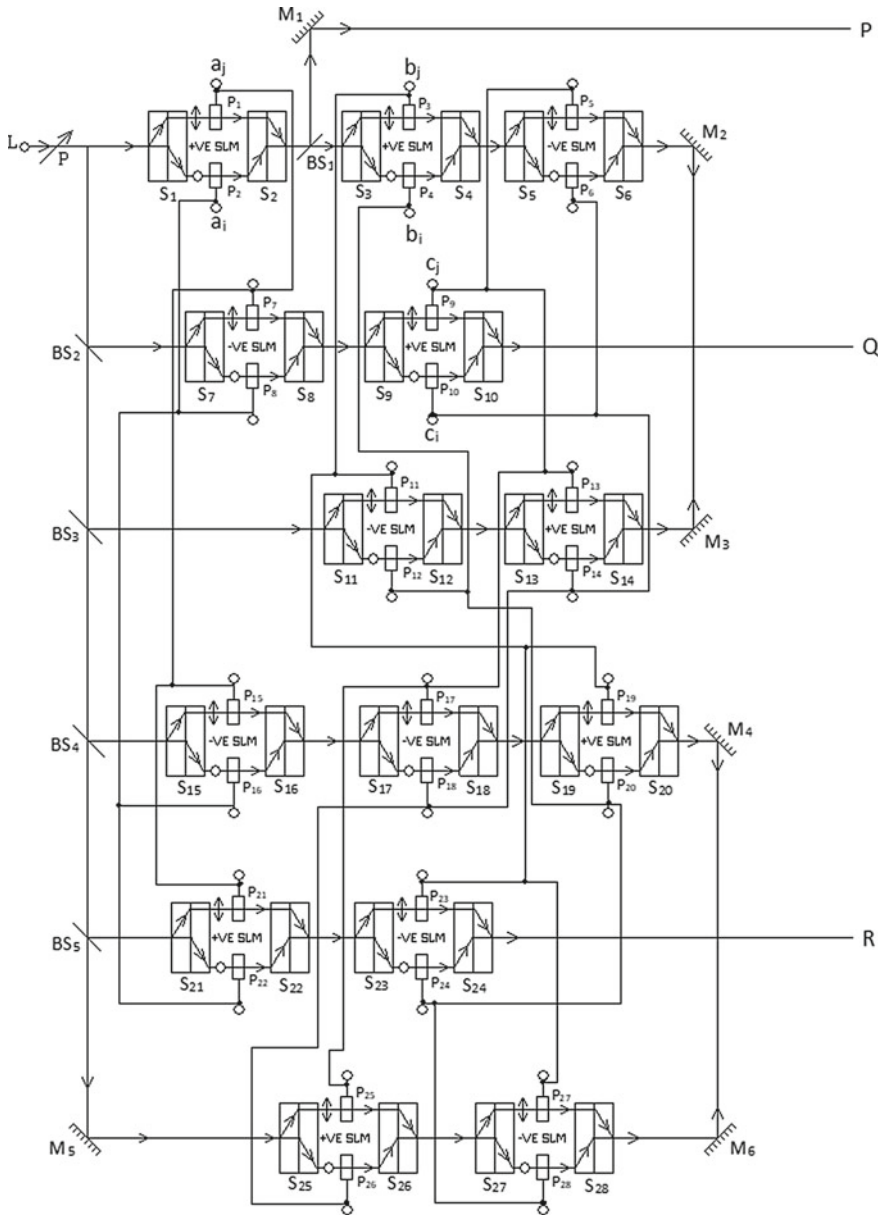 M₁ P
aⱼ bⱼ
P₁ P₃ P₅
L P +VE SLM BS₁ +VE SLM -VE SLM M₂
P₂ P₄ P₆
S₁ S₂ S₃ S₄ S₅ S₆
aᵢ bᵢ
cⱼ
P₇ P₉
BS₂ -VE SLM +VE SLM Q
P₈ P₁₀
S₇ S₈ S₉ S₁₀
cᵢ
P₁₁ P₁₃
BS₃ -VE SLM +VE SLM M₃
P₁₂ P₁₄
S₁₁ S₁₂ S₁₃ S₁₄
P₁₅ P₁₇ P₁₉
BS₄ -VE SLM -VE SLM +VE SLM M₄
P₁₆ P₁₈ P₂₀
S₁₅ S₁₆ S₁₇ S₁₈ S₁₉ S₂₀
P₂₁ P₂₃
BS₅ +VE SLM -VE SLM R
P₂₂ P₂₄
S₂₁ S₂₂ S₂₃ S₂₄
P₂₅ P₂₇
M₅ +VE SLM -VE SLM M₆
P₂₆ P₂₈
S₂₅ S₂₆ S₂₇ S₂₈